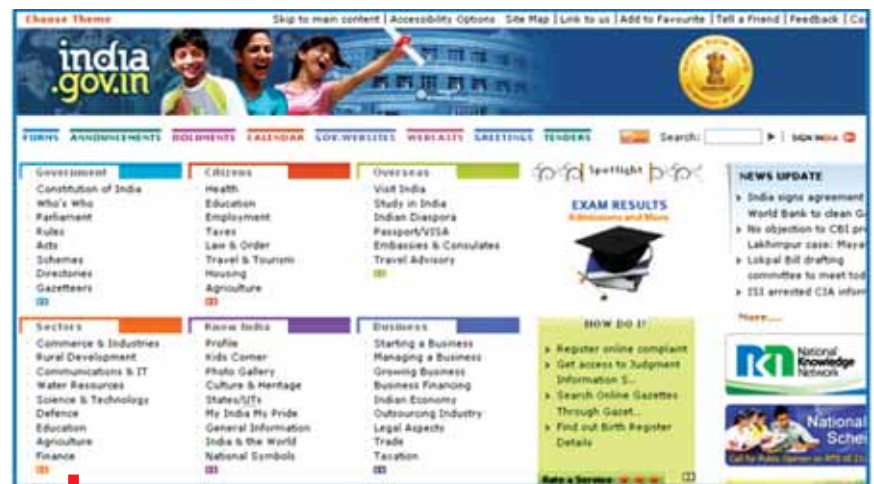 Choose Theme
Skip to main content | Accessibility Options Site Map | Link to us | Add to Favourite | Tell a Friend | Feedback | Co
india
.gov.in
FORMS ANNOUNCEMENTS DOCUMENTS CALENDAR GOV.WEBSITES WEBCASTS GREETINGS TENDERS Search: SIGN IN
Government
Constitution of India
Who's Who
Parliament
Rules
Acts
Schemes
Directories
Gazetteers
Citizens
Health
Education
Employment
Taxes
Law & Order
Travel & Tourism
Housing
Agriculture
Overseas
Visit India
Study in India
Indian Diaspora
Passport/VISA
Embassies & Consulates
Travel Advisory
Spotlight
EXAM RESULTS
Admissions and More
NEWS UPDATE
India signs agreement
World Bank to clean G
No objection to CBI pr
Lakhimpur case: Maya
Lokpal Bill drafting
committee to meet tod
ISI arrested CIA inform
More....
Sectors
Commerce & Industries
Rural Development
Communications & IT
Water Resources
Science & Technology
Defence
Education
Agriculture
Finance
Know India
Profile
Kids Corner
Photo Gallery
Culture & Heritage
States/UTs
My India My Pride
General Information
India & the World
National Symbols
Business
Starting a Business
Managing a Business
Growing Business
Business Financing
Indian Economy
Outsourcing Industry
Legal Aspects
Trade
Taxation
HOW DO I?
Register online complaint
Get access to Judgment
Information S...
Search Online Gazettes
Through Gazet...
Find out Birth Register
Details
Rate a Service
National
Knowledge
Network
National
Sche